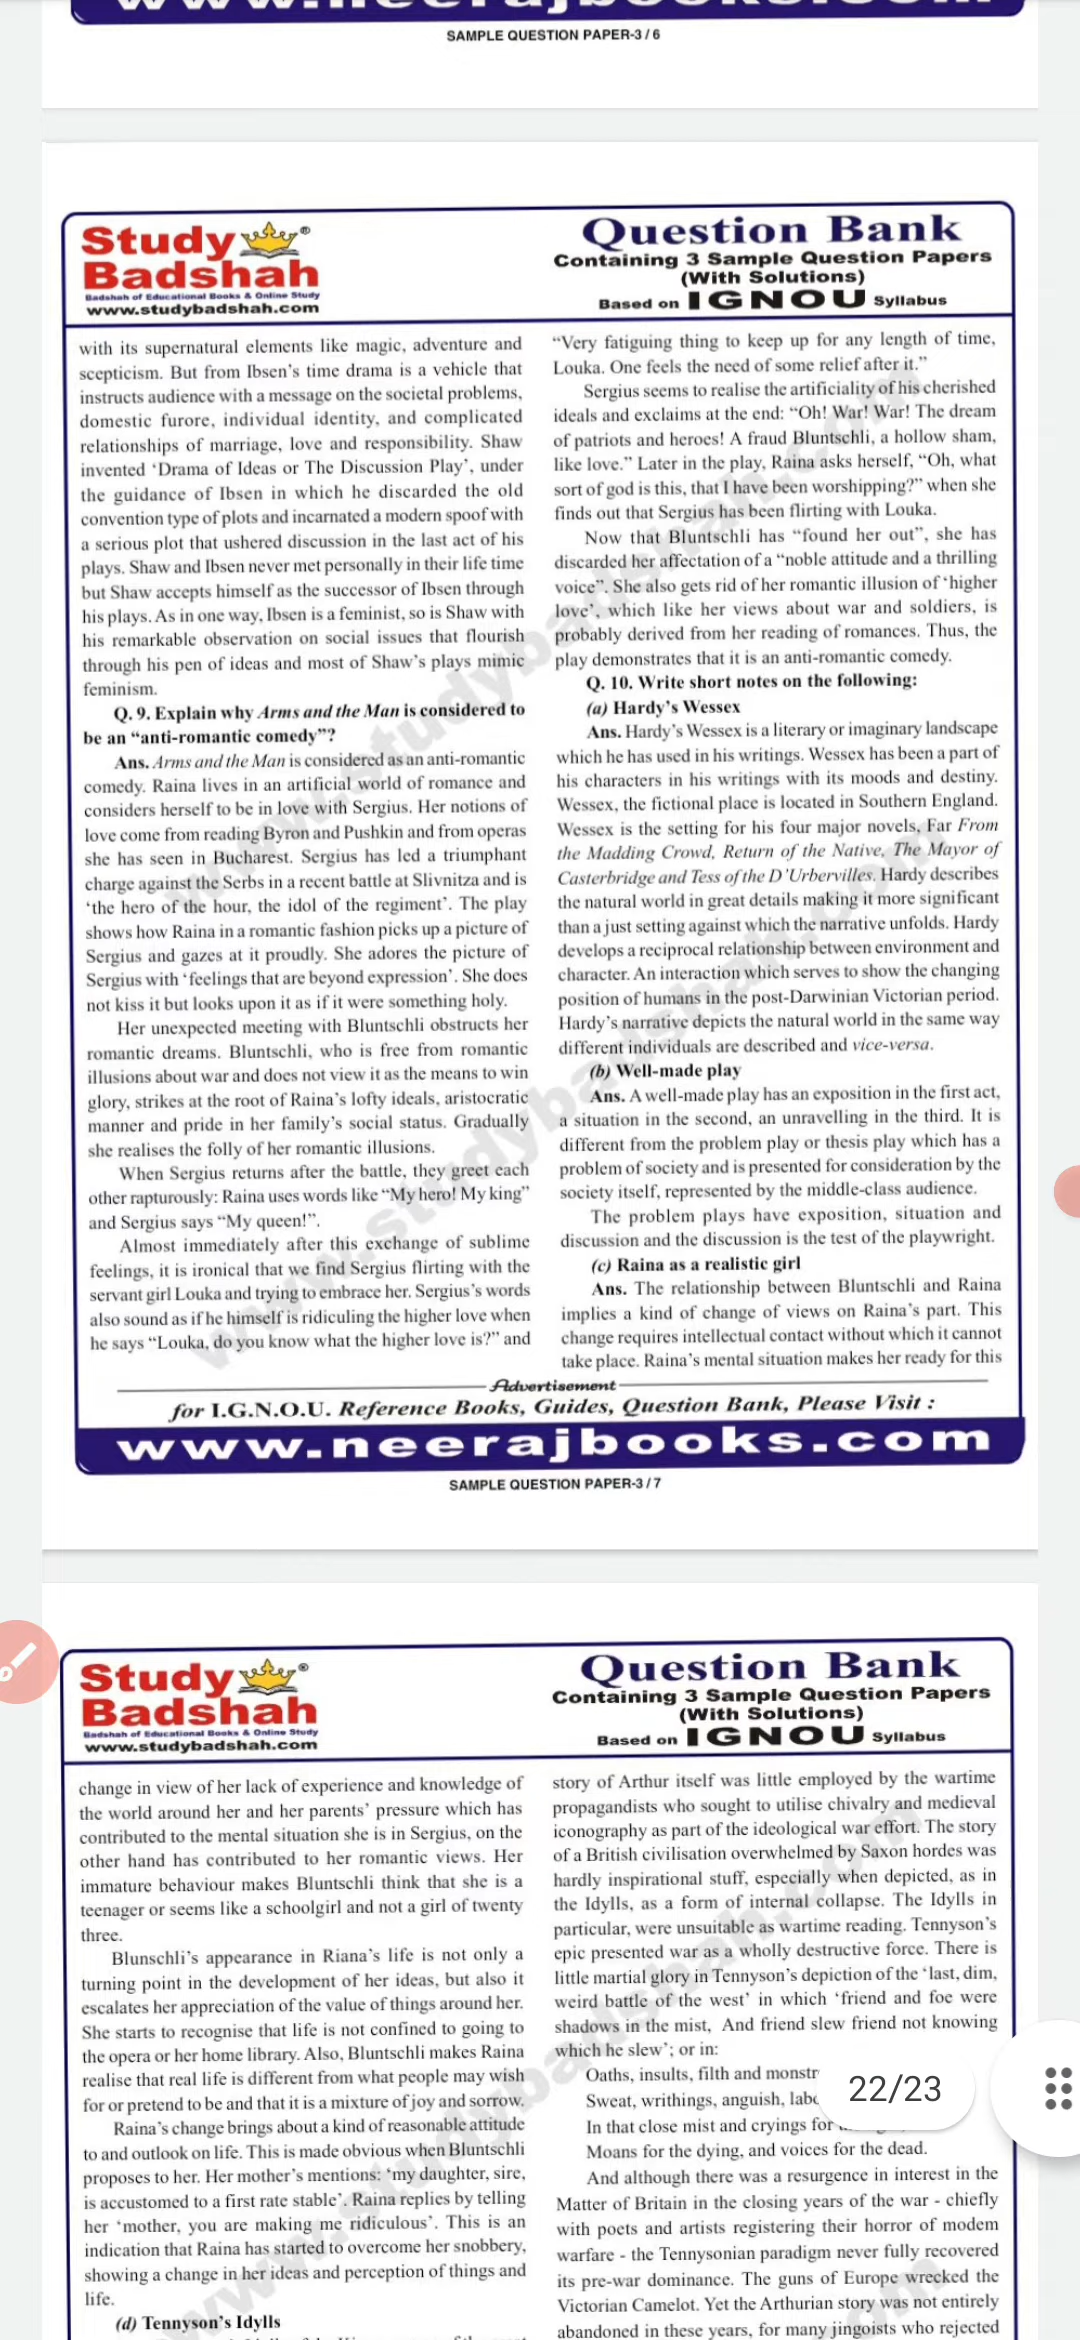 www.neerajbooks.com
SAMPLE QUESTION PAPER-3 / 6
Study
Badshah
®
Badshah of Educational Books & Online Study
www.studybadshah.com
Question Bank
Containing 3 Sample Question Papers
(With Solutions)
Based on IGNOU Syllabus
with its supernatural elements like magic, adventure and
scepticism. But from Ibsen's time drama is a vehicle that
instructs audience with a message on the societal problems,
domestic furore, individual identity, and complicated
relationships of marriage, love and responsibility. Shaw
invented 'Drama of Ideas or The Discussion Play', under
the guidance of Ibsen in which he discarded the old
convention type of plots and incarnated a modern spoof with
a serious plot that ushered discussion in the last act of his
plays. Shaw and Ibsen never met personally in their life time
but Shaw accepts himself as the successor of Ibsen through
his plays. As in one way, Ibsen is a feminist, so is Shaw with
his remarkable observation on social issues that flourish
through his pen of ideas and most of Shaw's plays mimic
feminism.
Q. 9. Explain why Arms and the Man is considered to
be an "anti-romantic comedy"?
Ans. Arms and the Man is considered as an anti-romantic
comedy. Raina lives in an artificial world of romance and
considers herself to be in love with Sergius. Her notions of
love come from reading Byron and Pushkin and from operas
she has seen in Bucharest. Sergius has led a triumphant
charge against the Serbs in a recent battle at Slivnitza and is
'the hero of the hour, the idol of the regiment'. The play
shows how Raina in a romantic fashion picks up a picture of
Sergius and gazes at it proudly. She adores the picture of
Sergius with 'feelings that are beyond expression'. She does
not kiss it but looks upon it as if it were something holy.
Her unexpected meeting with Bluntschli obstructs her
romantic dreams. Bluntschli, who is free from romantic
illusions about war and does not view it as the means to win
glory, strikes at the root of Raina's lofty ideals, aristocratic
manner and pride in her family's social status. Gradually
she realises the folly of her romantic illusions.
When Sergius returns after the battle, they greet each
other rapturously: Raina uses words like "My hero! My king"
and Sergius says "My queen!".
Almost immediately after this exchange of sublime
feelings, it is ironical that we find Sergius flirting with the
servant girl Louka and trying to embrace her. Sergius's words
also sound as if he himself is ridiculing the higher love when
he says "Louka, do you know what the higher love is?" and
"Very fatiguing thing to keep up for any length of time,
Louka. One feels the need of some relief after it."
Sergius seems to realise the artificiality of his cherished
ideals and exclaims at the end: "Oh! War! War! The dream
of patriots and heroes! A fraud Bluntschli, a hollow sham,
like love." Later in the play, Raina asks herself, "Oh, what
sort of god is this, that I have been worshipping?" when she
finds out that Sergius has been flirting with Louka.
Now that Bluntschli has "found her out", she has
discarded her affectation of a "noble attitude and a thrilling
voice". She also gets rid of her romantic illusion of 'higher
love', which like her views about war and soldiers, is
probably derived from her reading of romances. Thus, the
play demonstrates that it is an anti-romantic comedy.
Q. 10. Write short notes on the following:
(a) Hardy's Wessex
Ans. Hardy's Wessex is a literary or imaginary landscape
which he has used in his writings. Wessex has been a part of
his characters in his writings with its moods and destiny.
Wessex, the fictional place is located in Southern England.
Wessex is the setting for his four major novels, Far From
the Madding Crowd, Return of the Native, The Mayor of
Casterbridge and Tess of the D'Urbervilles. Hardy describes
the natural world in great details making it more significant
than a just setting against which the narrative unfolds. Hardy
develops a reciprocal relationship between environment and
character. An interaction which serves to show the changing
position of humans in the post-Darwinian Victorian period.
Hardy's narrative depicts the natural world in the same way
different individuals are described and vice-versa.
(b) Well-made play
Ans. A well-made play has an exposition in the first act,
a situation in the second, an unravelling in the third. It is
different from the problem play or thesis play which has a
problem of society and is presented for consideration by the
society itself, represented by the middle-class audience.
The problem plays have exposition, situation and
discussion and the discussion is the test of the playwright.
(c) Raina as a realistic girl
Ans. The relationship between Bluntschli and Raina
implies a kind of change of views on Raina's part. This
change requires intellectual contact without which it cannot
take place. Raina's mental situation makes her ready for this
www.studybadshah.com
www.studybadshah.com
Advertisement
for I.G.N.O.U. Reference Books, Guides, Question Bank, Please Visit :
www.neerajbooks.com
SAMPLE QUESTION PAPER-3 / 7
Study
Badshah
®
Badshah of Educational Books & Online Study
www.studybadshah.com
Question Bank
Containing 3 Sample Question Papers
(With Solutions)
Based on IGNOU Syllabus
change in view of her lack of experience and knowledge of
the world around her and her parents' pressure which has
contributed to the mental situation she is in Sergius, on the
other hand has contributed to her romantic views. Her
immature behaviour makes Bluntschli think that she is a
teenager or seems like a schoolgirl and not a girl of twenty
three.
Blunschli's appearance in Riana's life is not only a
turning point in the development of her ideas, but also it
escalates her appreciation of the value of things around her.
She starts to recognise that life is not confined to going to
the opera or her home library. Also, Bluntschli makes Raina
realise that real life is different from what people may wish
for or pretend to be and that it is a mixture of joy and sorrow.
Raina's change brings about a kind of reasonable attitude
to and outlook on life. This is made obvious when Bluntschli
proposes to her. Her mother's mentions: 'my daughter, sire,
is accustomed to a first rate stable'. Raina replies by telling
her 'mother, you are making me ridiculous'. This is an
indication that Raina has started to overcome her snobbery,
showing a change in her ideas and perception of things and
life.
(d) Tennyson's Idylls
story of Arthur itself was little employed by the wartime
propagandists who sought to utilise chivalry and medieval
iconography as part of the ideological war effort. The story
of a British civilisation overwhelmed by Saxon hordes was
hardly inspirational stuff, especially when depicted, as in
the Idylls, as a form of internal collapse. The Idylls in
particular, were unsuitable as wartime reading. Tennyson's
epic presented war as a wholly destructive force. There is
little martial glory in Tennyson's depiction of the 'last, dim,
weird battle of the west' in which 'friend and foe were
shadows in the mist, And friend slew friend not knowing
which he slew'; or in:
Oaths, insults, filth and monstr
Sweat, writhings, anguish, labo
In that close mist and cryings for
Moans for the dying, and voices for the dead.
And although there was a resurgence in interest in the
Matter of Britain in the closing years of the war - chiefly
with poets and artists registering their horror of modem
warfare - the Tennysonian paradigm never fully recovered
its pre-war dominance. The guns of Europe wrecked the
Victorian Camelot. Yet the Arthurian story was not entirely
abandoned in these years, for many jingoists who rejected
www.studybadshah.com
22/23